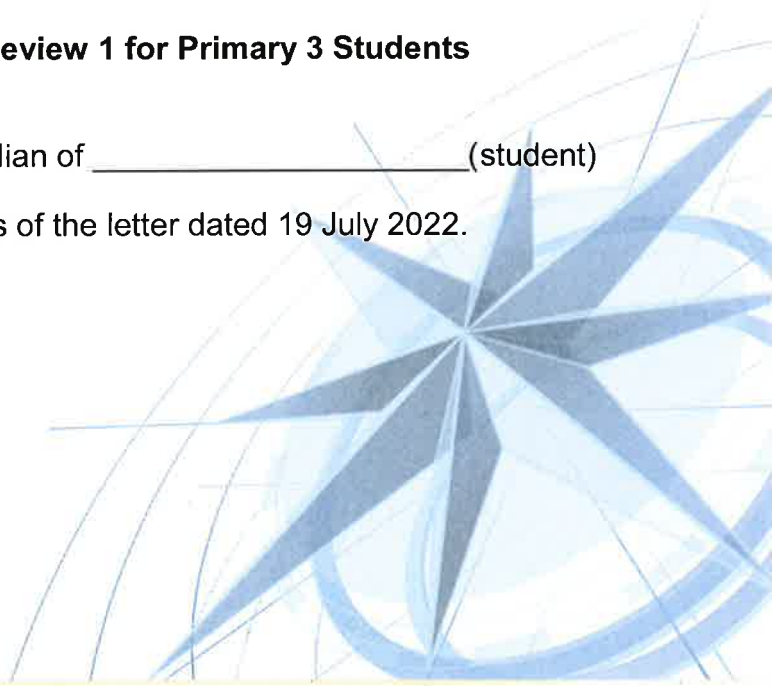 eview 1 for Primary 3 Students
lian of ____________________(student)
s of the letter dated 19 July 2022.